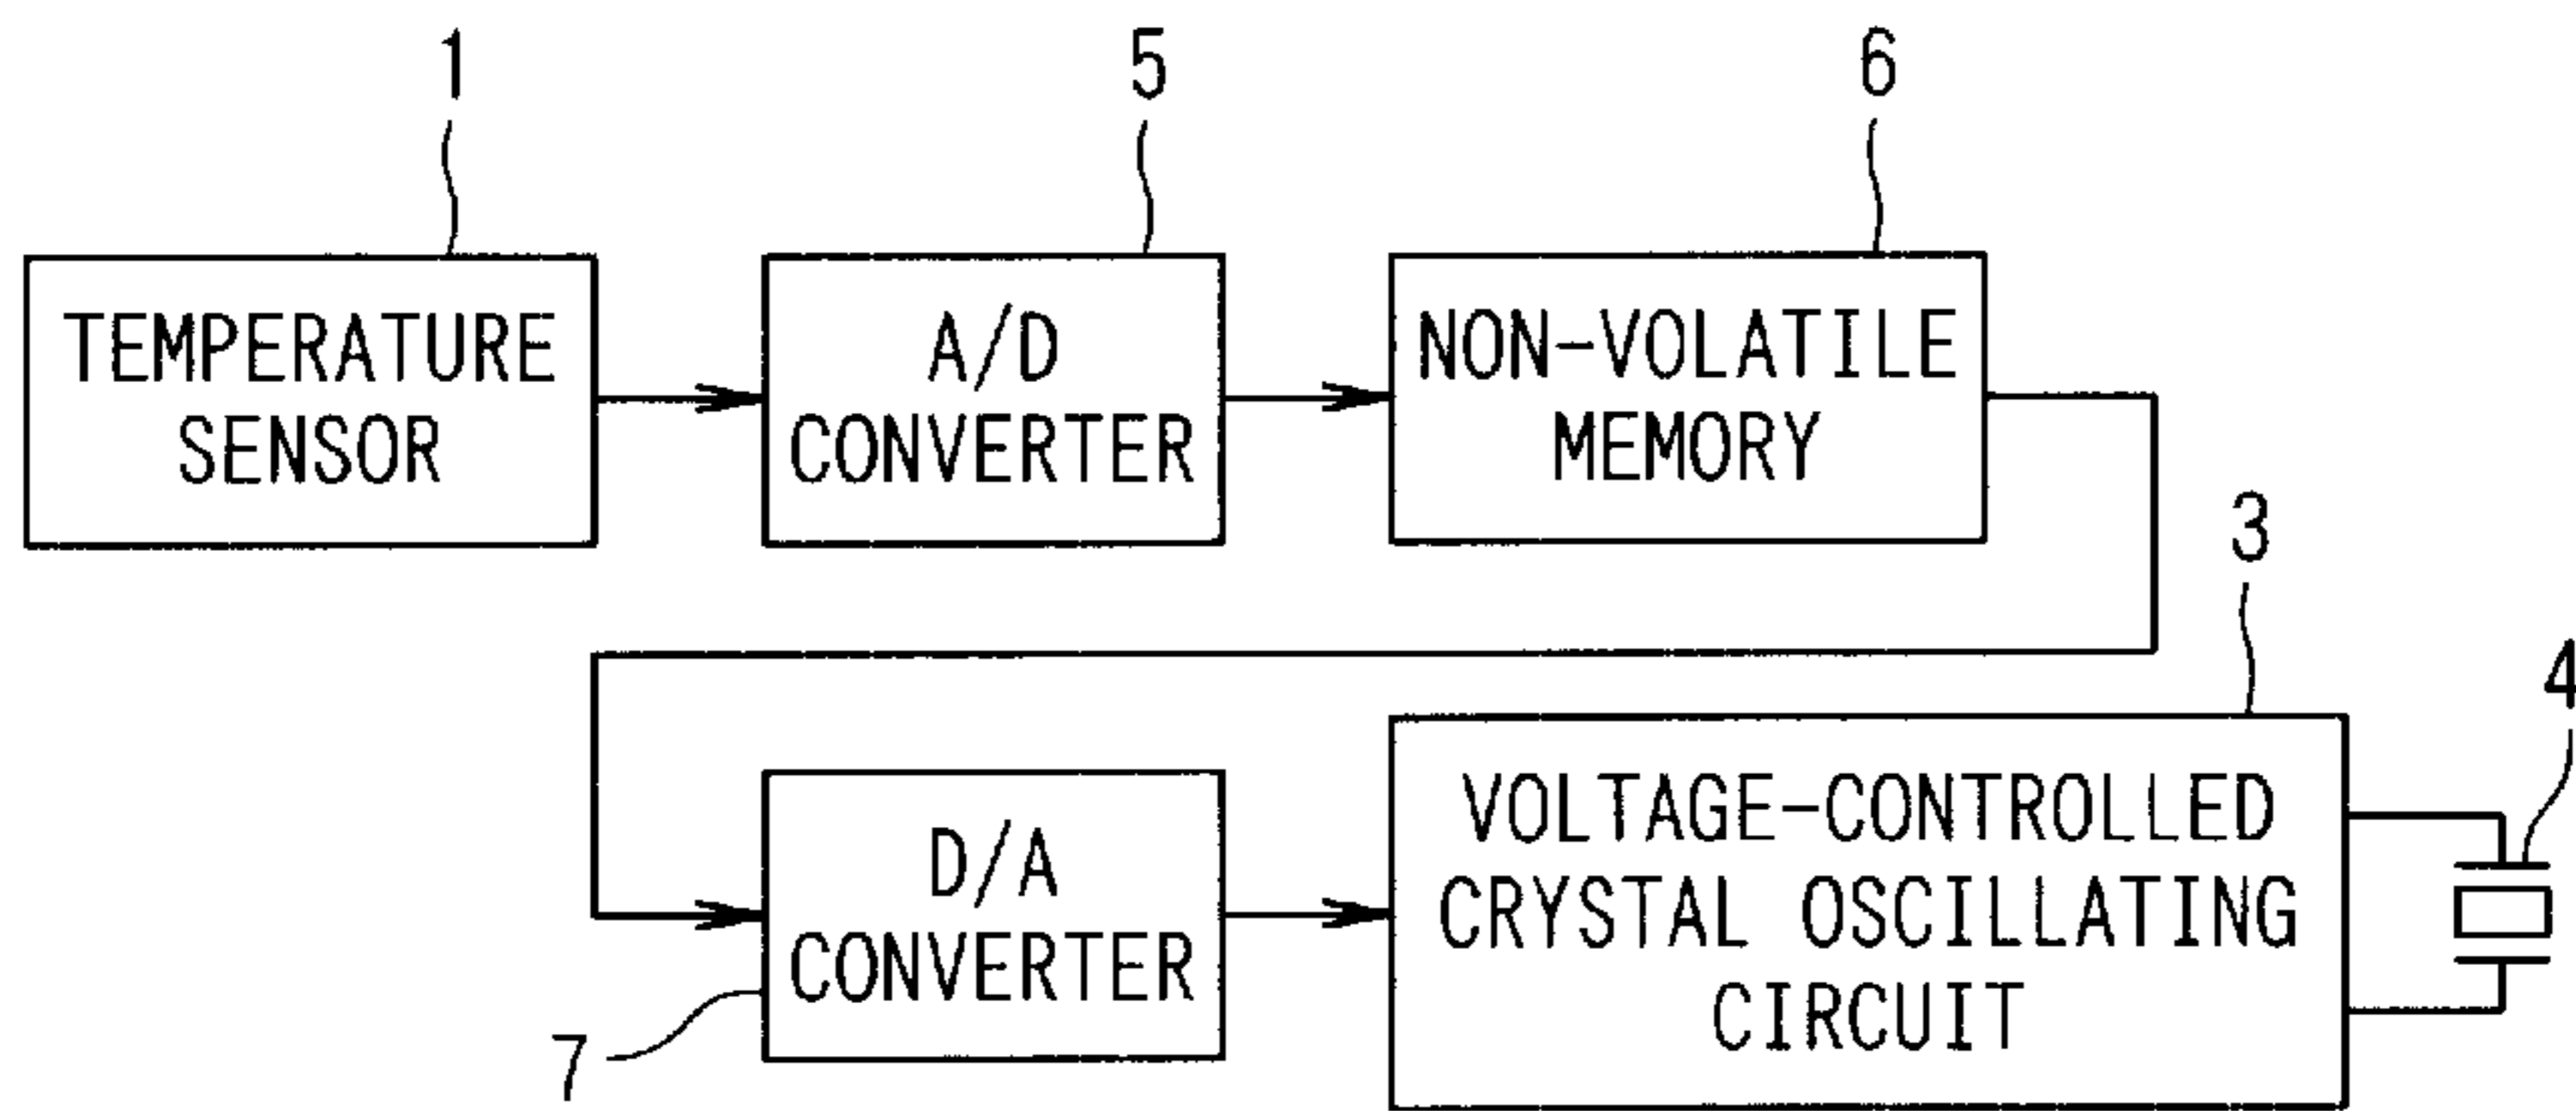 1
5
6
TEMPERATURE
SENSOR
A/D
CONVERTER
NON-VOLATILE
MEMORY
3
4
D/A
CONVERTER
VOLTAGE-CONTROLLED
CRYSTAL OSCILLATING
CIRCUIT
7